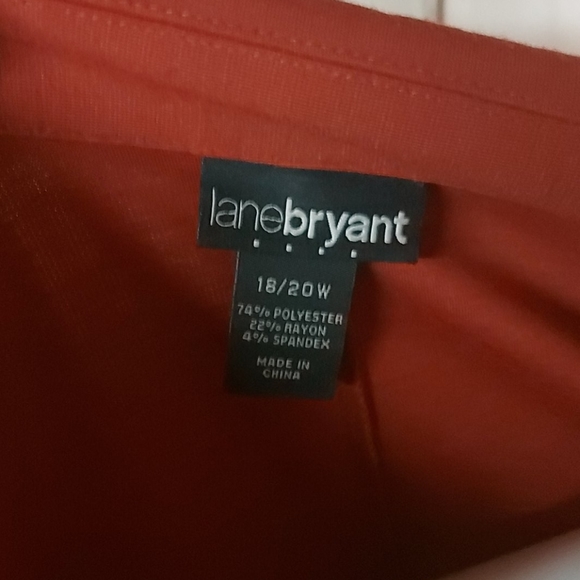 lanebryant
18/20W
74% POLYESTER
22% RAYON
4% SPANDEX
MADE IN
CHINA